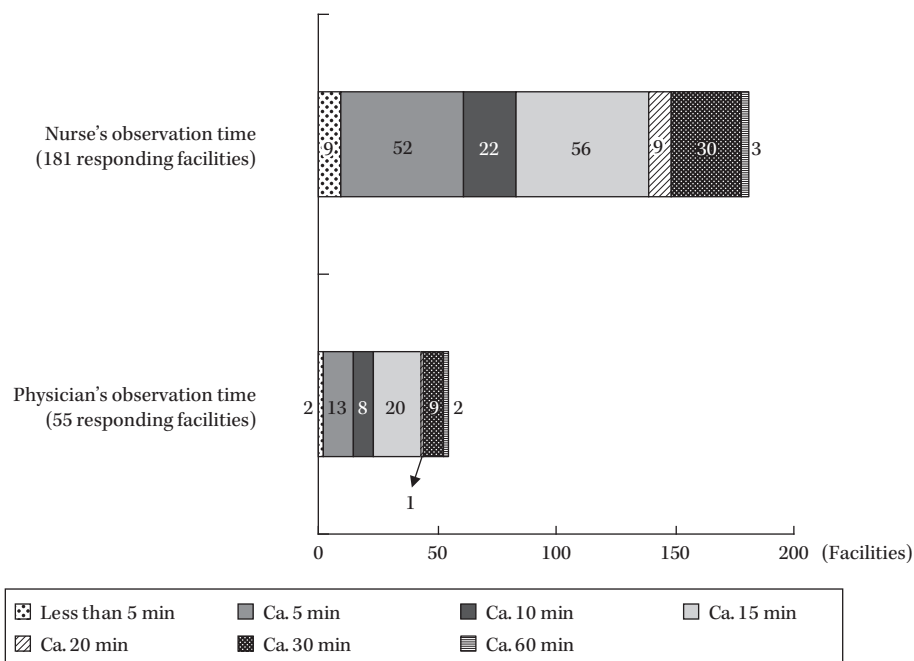 Nurse's observation time
(181 responding facilities)
9 52 22 56 9 30 3
Physician's observation time
(55 responding facilities)
2 13 8 20 9 2
1
0 50 100 150 200 (Facilities)
Less than 5 min Ca. 5 min Ca. 10 min Ca. 15 min
Ca. 20 min Ca. 30 min Ca. 60 min